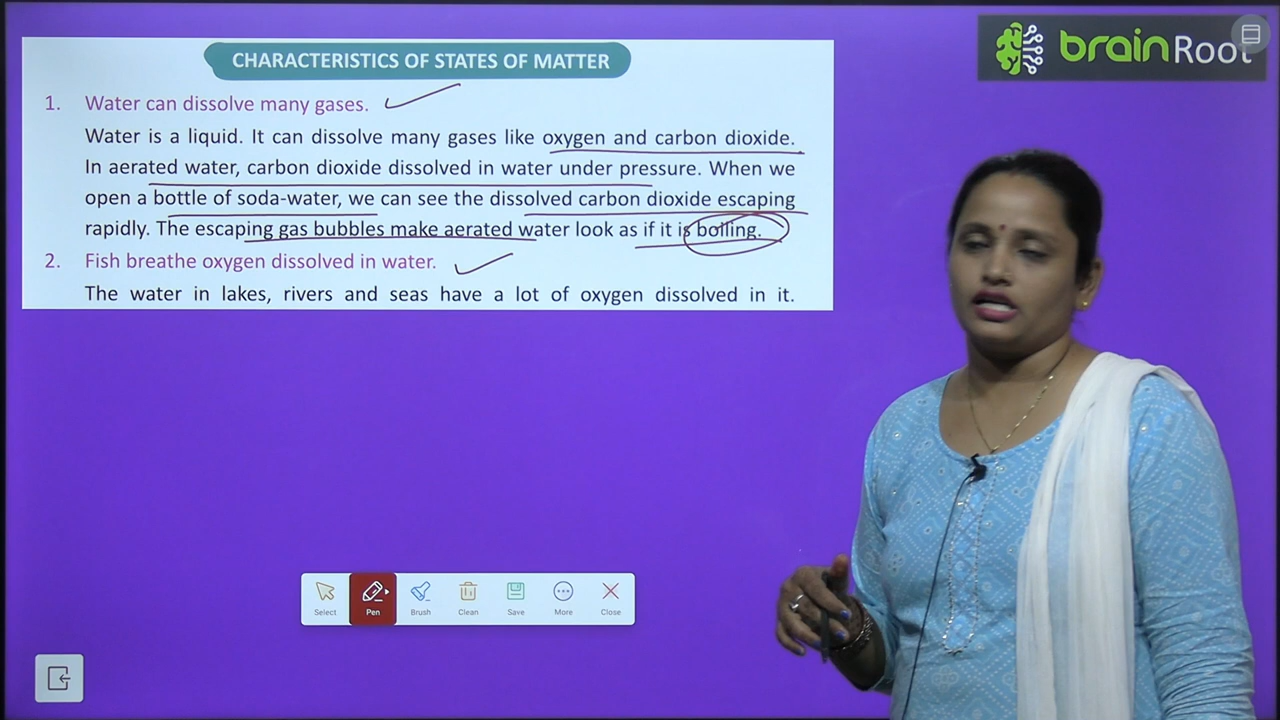 CHARACTERISTICS OF STATES OF MATTER
brainRoot
1. Water can dissolve many gases.
Water is a liquid. It can dissolve many gases like oxygen and carbon dioxide.
In aerated water, carbon dioxide dissolved in water under pressure. When we
open a bottle of soda-water, we can see the dissolved carbon dioxide escaping
rapidly. The escaping gas bubbles make aerated water look as if it is boiling.
2. Fish breathe oxygen dissolved in water.
The water in lakes, rivers and seas have a lot of oxygen dissolved in it.
Select Pen Brush Clean Save More Close